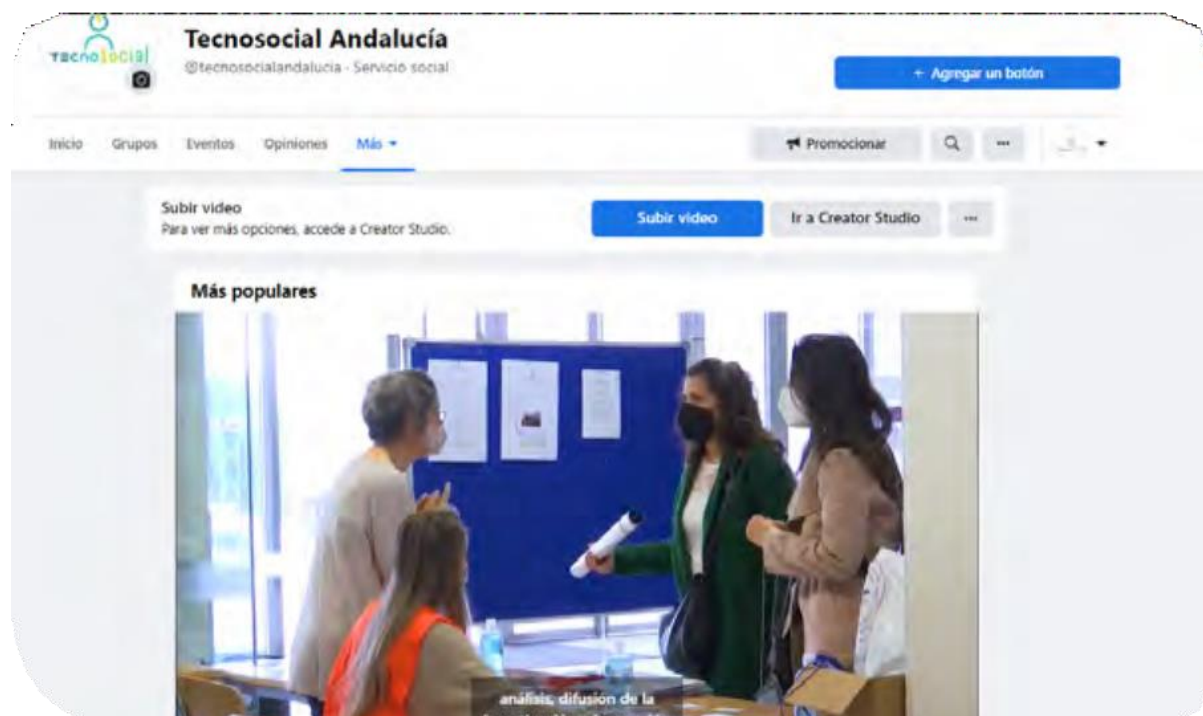 Tecnosocial
Tecnosocial Andalucía
@tecnosocialandalucia · Servicio social
+ Agregar un botón
Inicio Grupos Eventos Opiniones Más
Promocionar
Subir video
Para ver más opciones, accede a Creator Studio.
Subir video
Ir a Creator Studio
Más populares
análisis, difusión de la